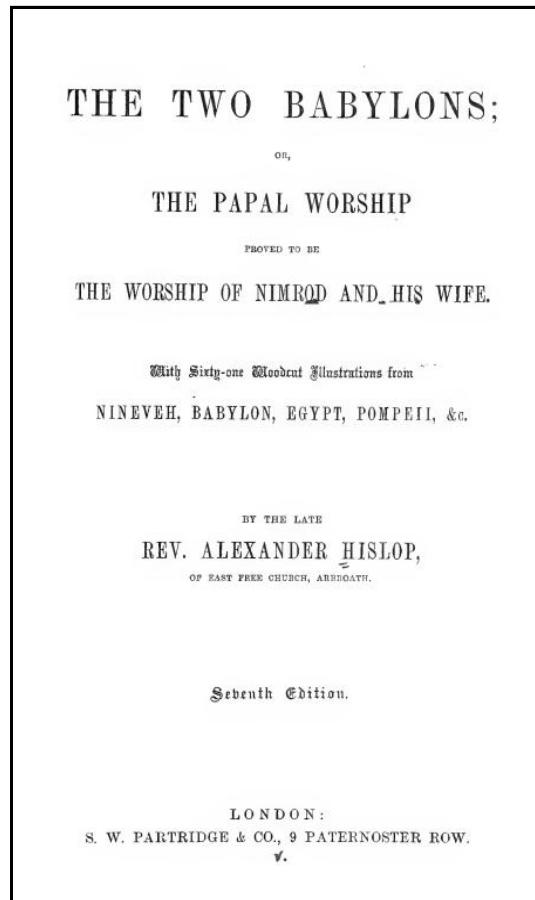 THE TWO BABYLONS;
OR,
THE PAPAL WORSHIP
PROVED TO BE
THE WORSHIP OF NIMROD AND HIS WIFE.
With Sixty-one Woodcut Illustrations from
NINEVEH, BABYLON, EGYPT, POMPEII, &c.
BY THE LATE
REV. ALEXANDER HISLOP,
OF EAST FREE CHURCH, ARBROATH.
Seventh Edition.
LONDON:
S. W. PARTRIDGE & CO., 9 PATERNOSTER ROW.